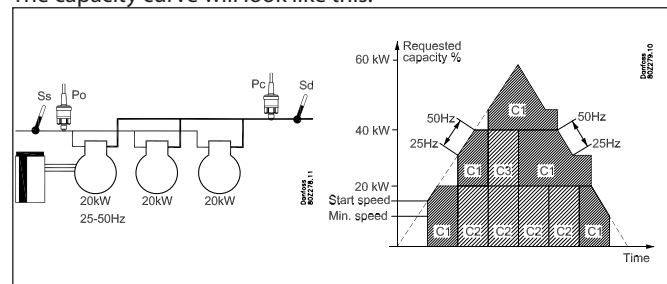 The capacity curve will look like this:
Ss
Po
Pc
Sd
20kW
20kW
20kW
25-50Hz
Danfoss
80Z278.11
Requested
capacity %
60 kW
40 kW
20 kW
Start speed
Min. speed
50Hz
25Hz
50Hz
25Hz
C1
C1
C3
C1
C1
C2
C2
C2
C2
C1
Time
Danfoss
80Z279.10